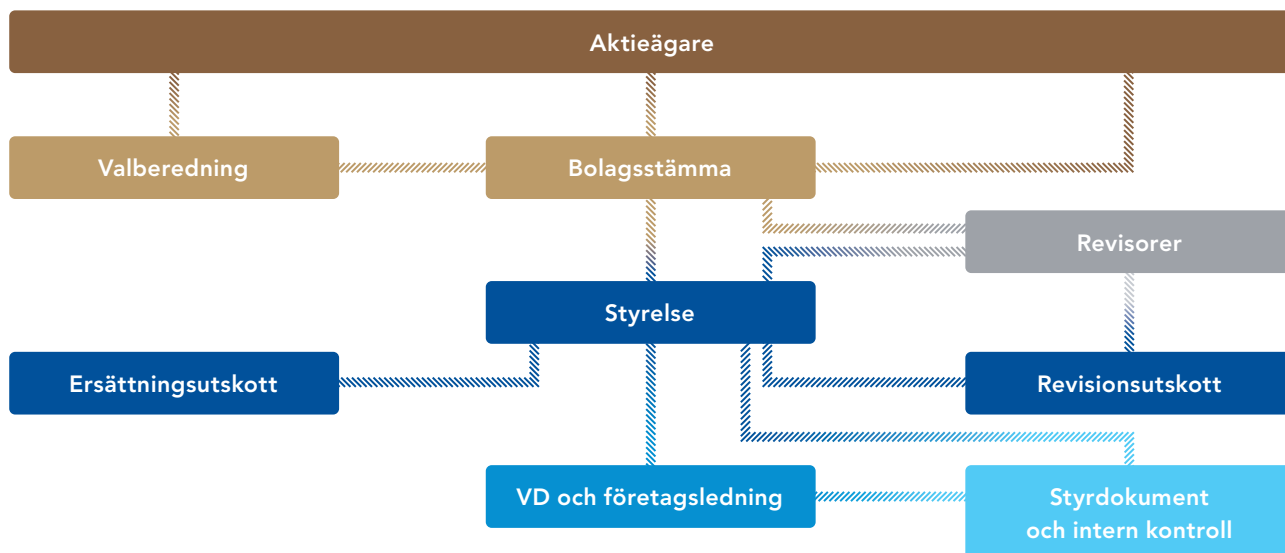 Aktieägare
Valberedning
Bolagsstämma
Revisorer
Styrelse
Ersättningsutskott
Revisionsutskott
VD och företagsledning
Styrdokument
och intern kontroll